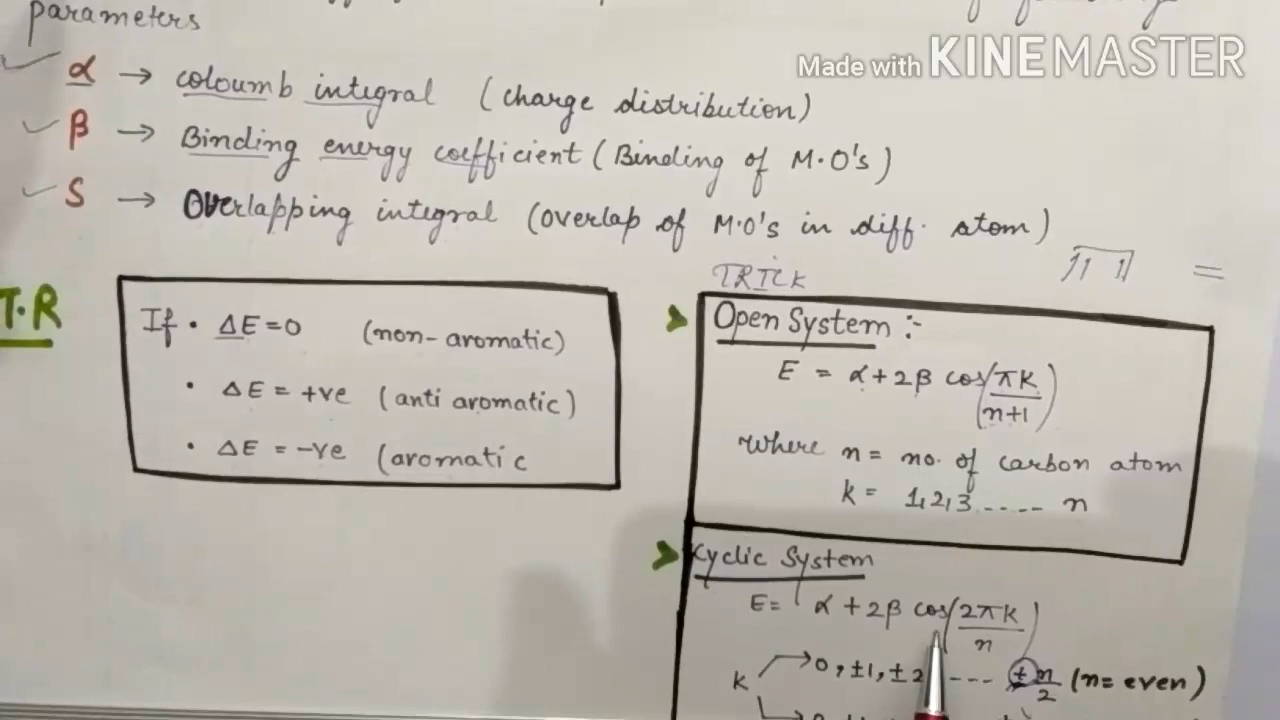 parameters
Made with KINEMASTER
α → coloumb integral (charge distribution)
β → Binding energy coefficient (Binding of M.O's)
S → Overlapping integral (overlap of M.O's in diff. atom)
TRICK
=
T.R
If • ΔE=0 (non-aromatic)
• ΔE = +ve (anti aromatic)
• ΔE = -ve (aromatic
Open System :-
E = α+2β cos(πk/n+1)
where n = no. of carbon atom
k = 1,2,3..... n
Cyclic System
E= α+2β cos(2πk/n)
k → 0, ±1, ±2 ---- ±n/2 (n= even)